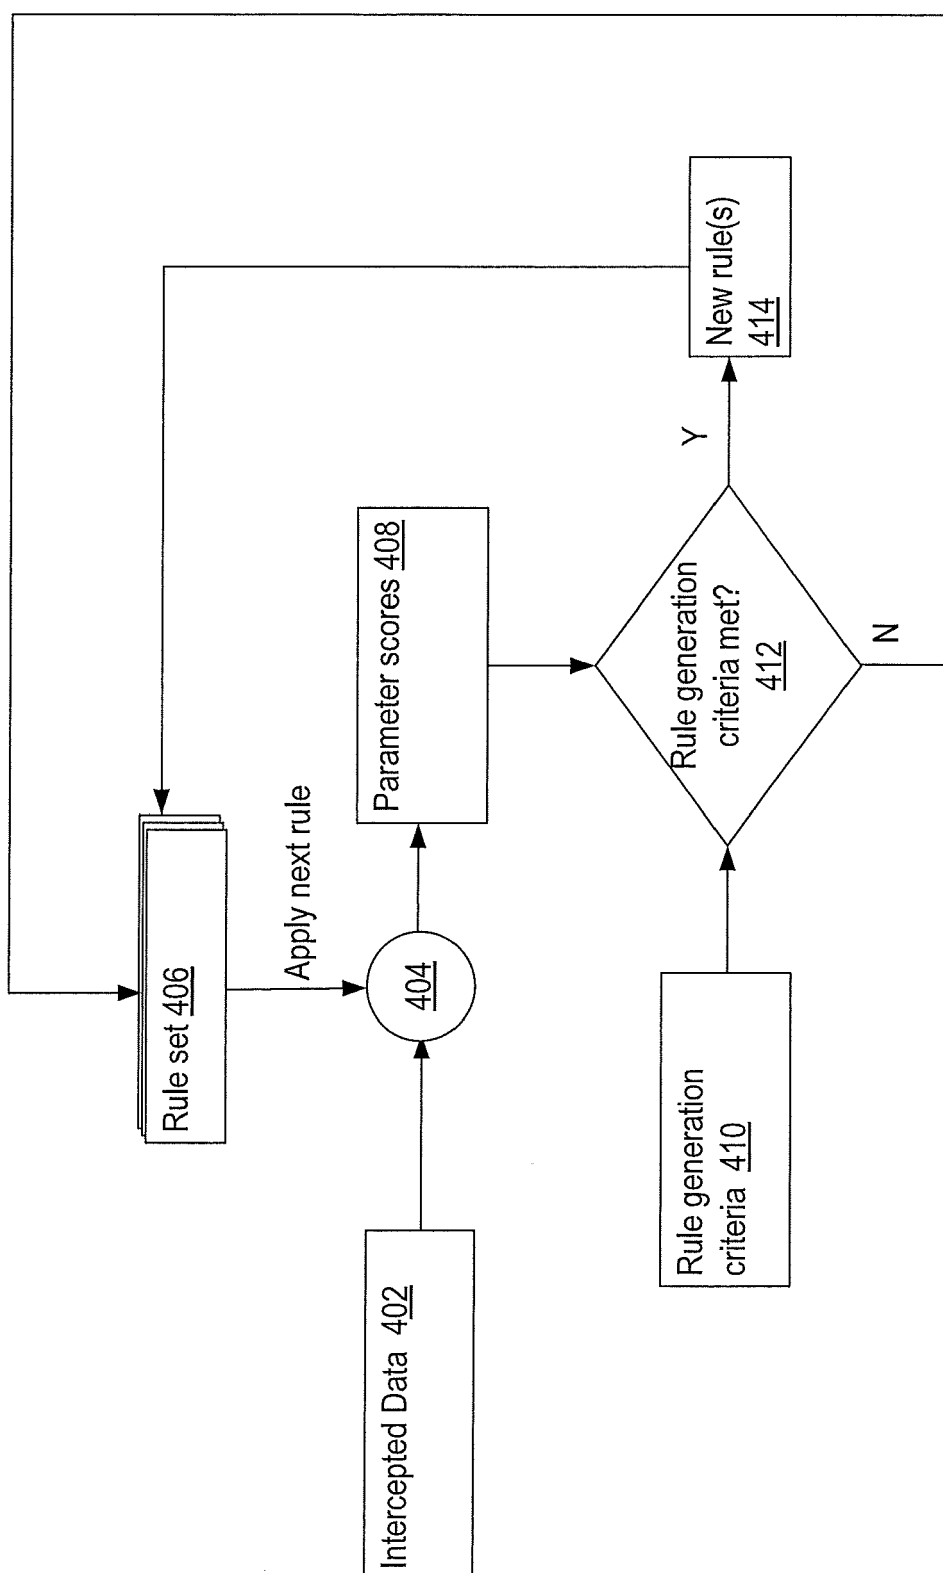 Rule set 406
Apply next rule
Intercepted Data 402
404
Parameter scores 408
New rule(s)
414
Y
Rule generation
criteria met?
412
Rule generation
criteria 410
N